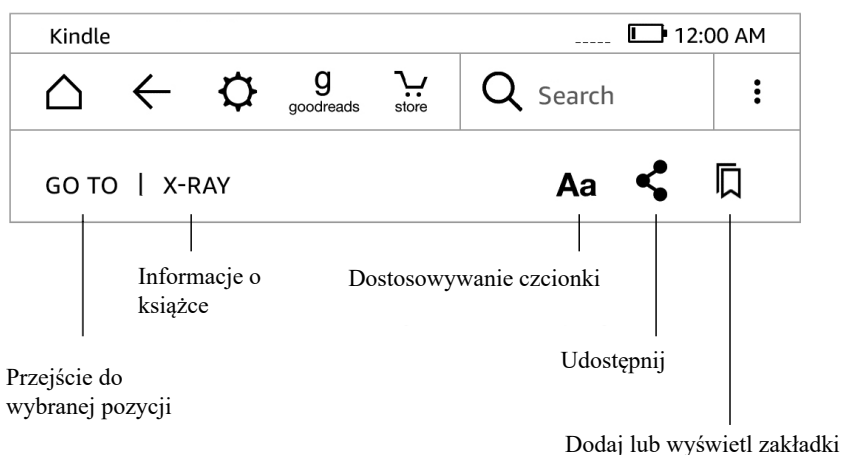 Kindle
12:00 AM
g
goodreads
store
Search
GO TO | X-RAY
Aa
Informacje o
książce
Dostosowywanie czcionki
Udostępnij
Przejście do
wybranej pozycji
Dodaj lub wyświetl zakładki